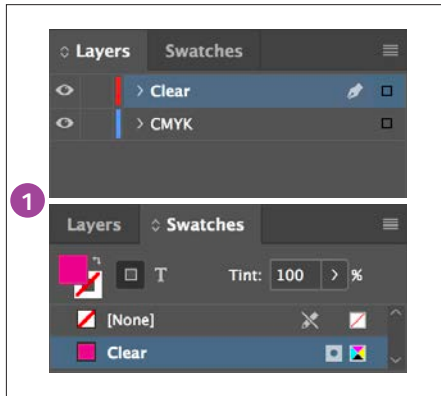 Layers Swatches
Clear
CMYK
1
Layers Swatches
T Tint: 100 > %
[None]
Clear